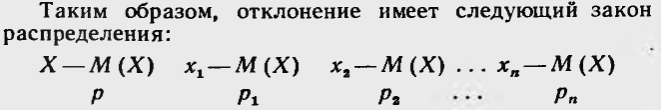 Таким образом, отклонение имеет следующий закон
распределения:
X — M (X)   x₁ — M (X)   x₂ — M (X) ... xₙ — M (X)
p   p₁   p₂   ...   pₙ